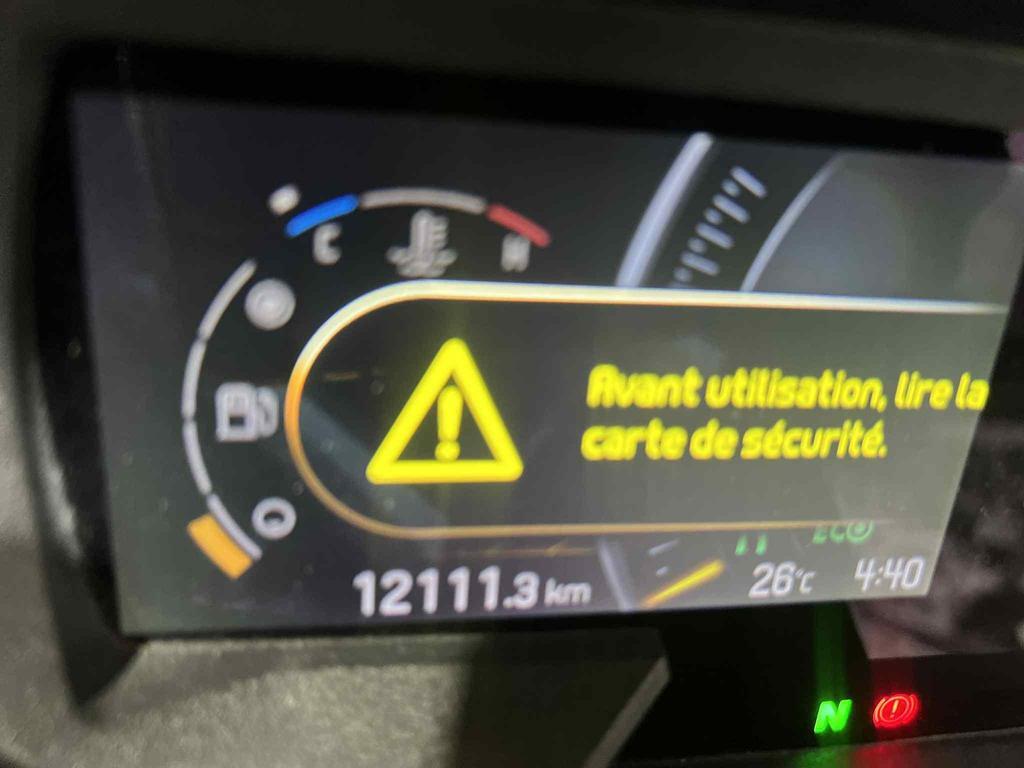 C H
Avant utilisation, lire la
carte de sécurité.
ECO
12111.3 km 26°C 4:40
N